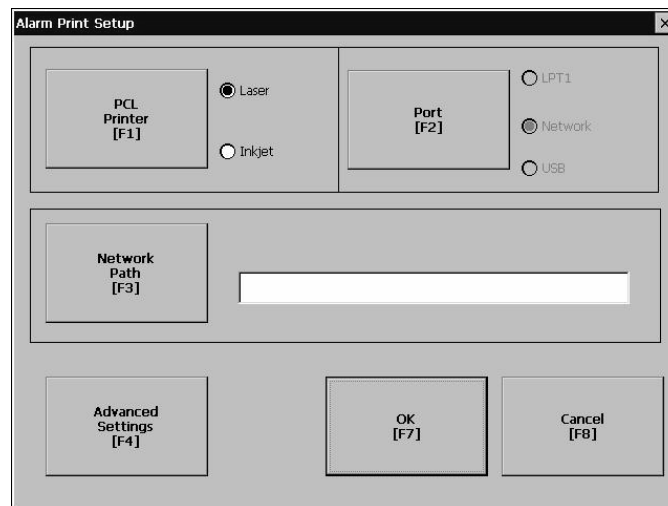 Alarm Print Setup
PCL
Printer
[F1]
Laser
Inkjet
Port
[F2]
LPT1
Network
USB
Network
Path
[F3]
Advanced
Settings
[F4]
OK
[F7]
Cancel
[F8]